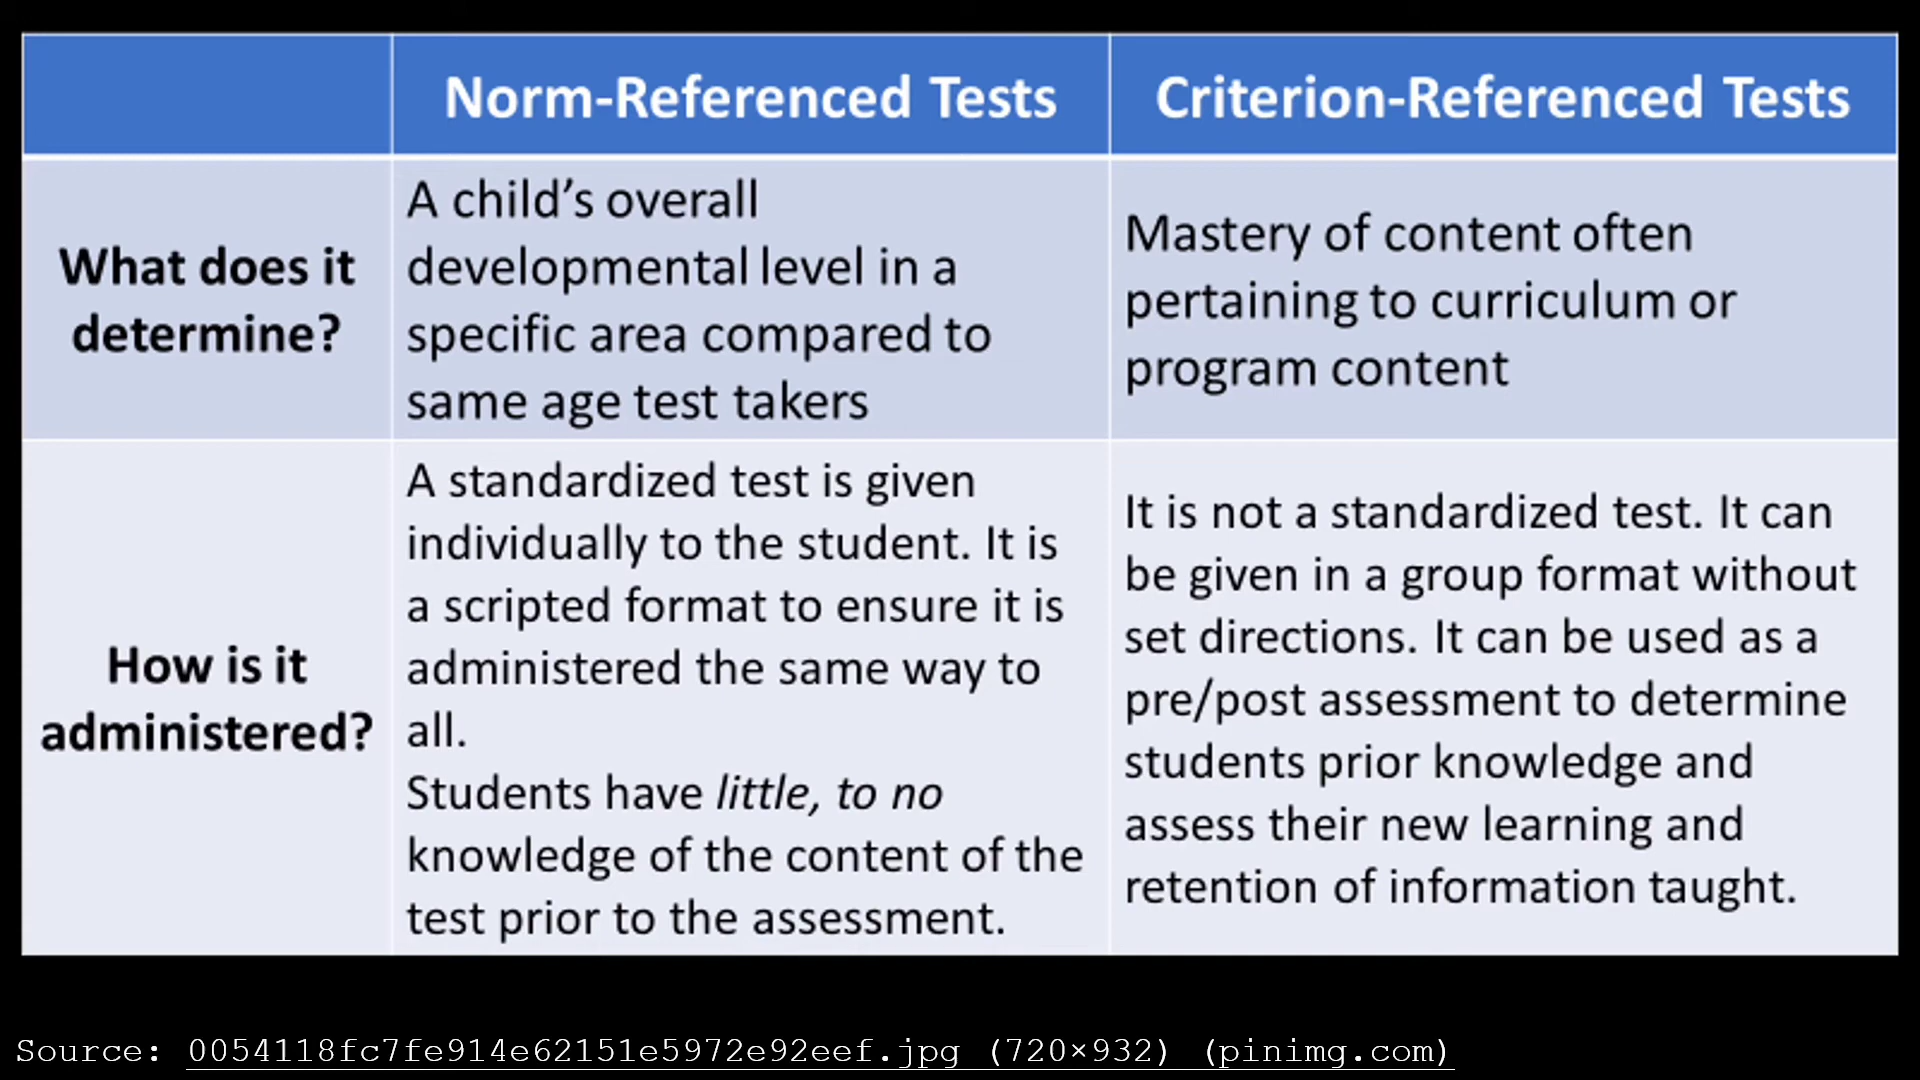 Norm-Referenced Tests
Criterion-Referenced Tests
What does it
determine?
A child's overall
developmental level in a
specific area compared to
same age test takers
Mastery of content often
pertaining to curriculum or
program content
How is it
administered?
A standardized test is given
individually to the student. It is
a scripted format to ensure it is
administered the same way to
all.
Students have little, to no
knowledge of the content of the
test prior to the assessment.
It is not a standardized test. It can
be given in a group format without
set directions. It can be used as a
pre/post assessment to determine
students prior knowledge and
assess their new learning and
retention of information taught.
Source: 0054118fc7fe914e62151e5972e92eef.jpg (720×932) (pinimg.com)